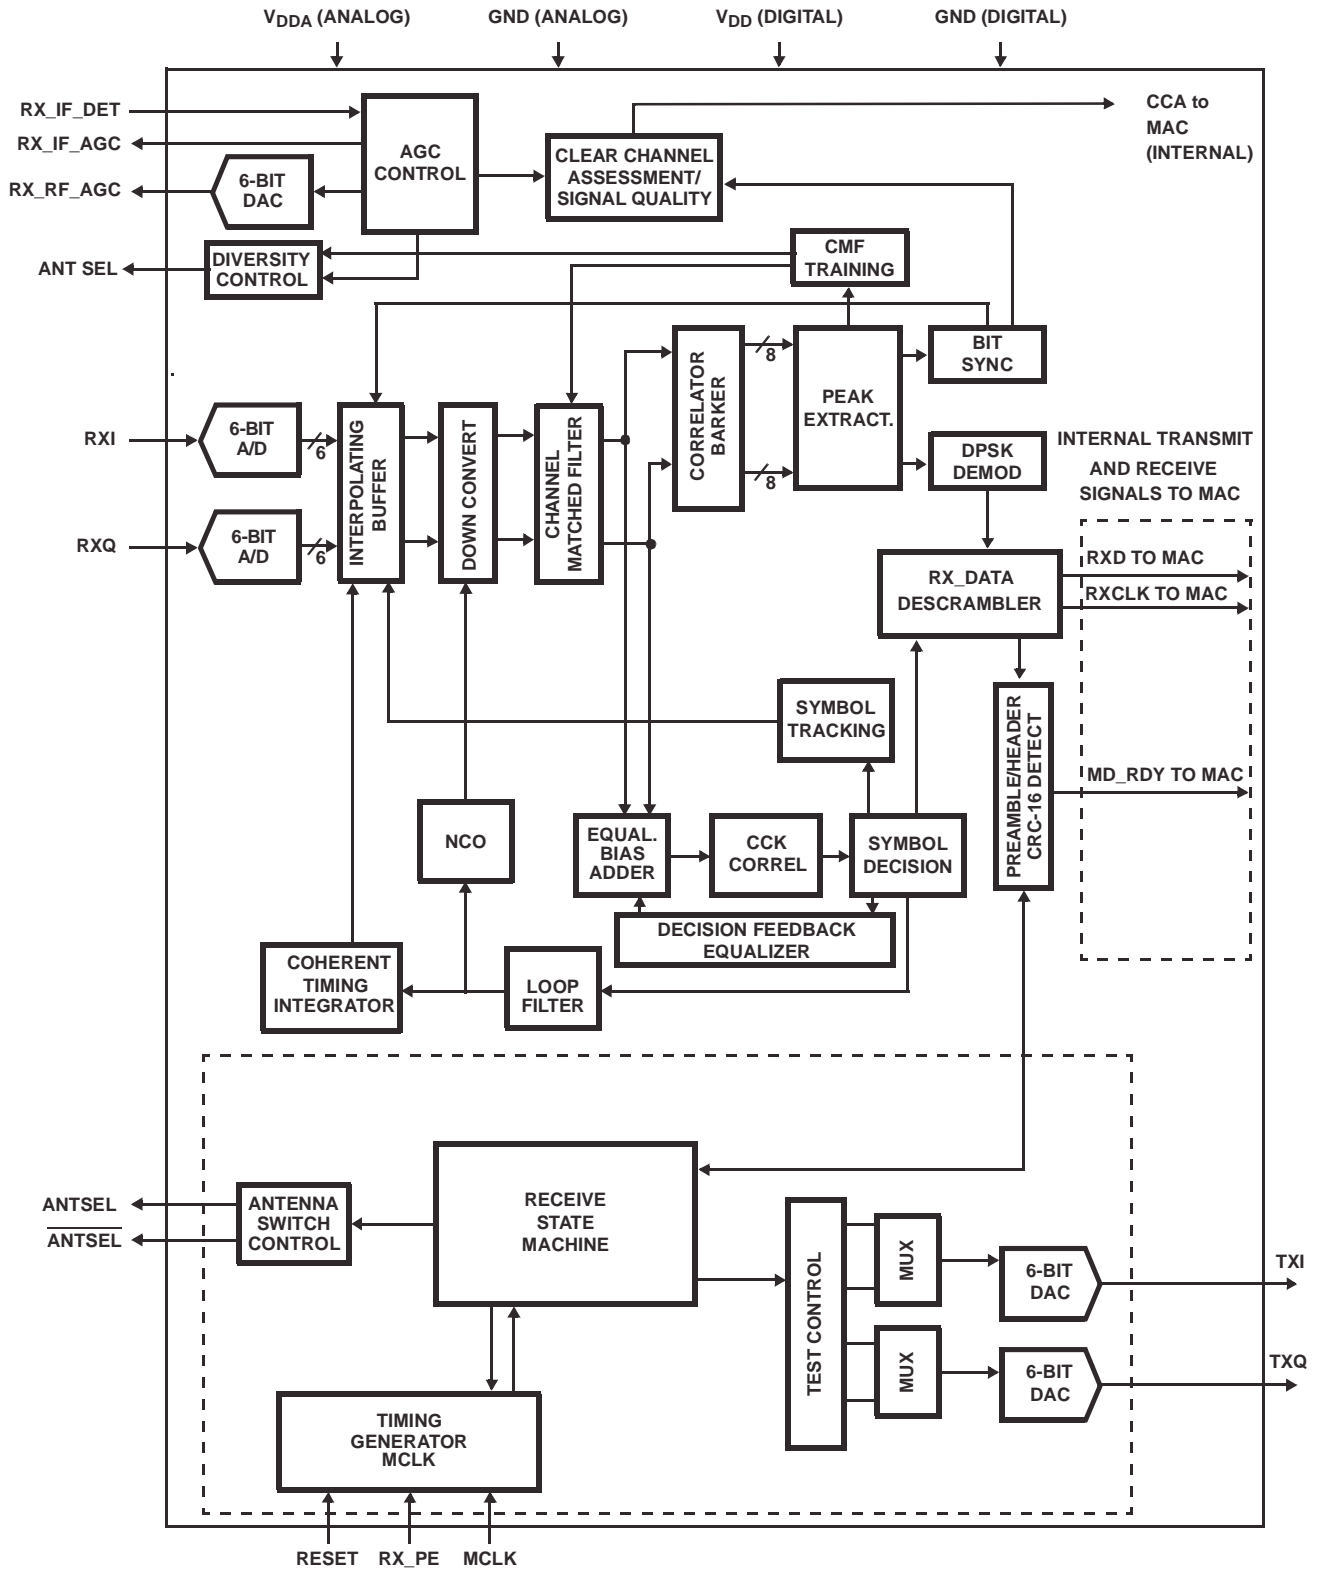 VDDA (ANALOG)
GND (ANALOG)
VDD (DIGITAL)
GND (DIGITAL)
RX_IF_DET
RX_IF_AGC
RX_RF_AGC
ANT SEL
6-BIT
DAC
AGC
CONTROL
CLEAR CHANNEL
ASSESSMENT/
SIGNAL QUALITY
CCA to
MAC
(INTERNAL)
DIVERSITY
CONTROL
CMF
TRAINING
RXI
6-BIT
A/D
6
RXQ
6-BIT
A/D
6
INTERPOLATING
BUFFER
DOWN CONVERT
CHANNEL
MATCHED FILTER
CORRELATOR
BARKER
8
8
PEAK
EXTRACT.
BIT
SYNC
DPSK
DEMOD
INTERNAL TRANSMIT
AND RECEIVE
SIGNALS TO MAC
RX_DATA
DESCRAMBLER
RXD TO MAC
RXCLK TO MAC
SYMBOL
TRACKING
PREAMBLE/HEADER
CRC-16 DETECT
MD_RDY TO MAC
NCO
EQUAL.
BIAS
ADDER
CCK
CORREL
SYMBOL
DECISION
DECISION FEEDBACK
EQUALIZER
COHERENT
TIMING
INTEGRATOR
LOOP
FILTER
ANTSEL
ANTSEL
ANTENNA
SWITCH
CONTROL
RECEIVE
STATE
MACHINE
TEST CONTROL
MUX
MUX
6-BIT
DAC
6-BIT
DAC
TXI
TXQ
TIMING
GENERATOR
MCLK
RESET
RX_PE
MCLK